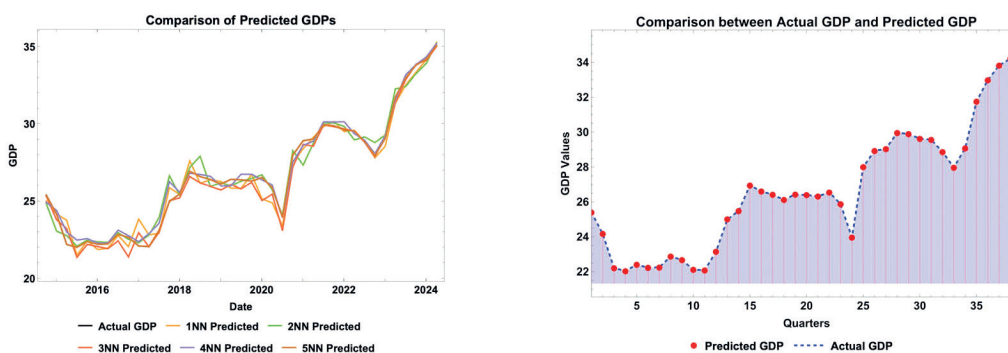 Comparison of Predicted GDPs
35
30
25
20
GDP
2016 2018 2020 2022 2024
Date
Actual GDP 1NN Predicted 2NN Predicted
3NN Predicted 4NN Predicted 5NN Predicted
Comparison between Actual GDP and Predicted GDP
34
32
30
28
26
24
22
GDP Values
5 10 15 20 25 30 35
Quarters
Predicted GDP Actual GDP